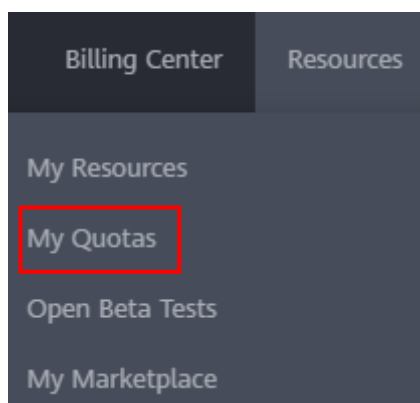 Billing Center Resources
My Resources
My Quotas
Open Beta Tests
My Marketplace